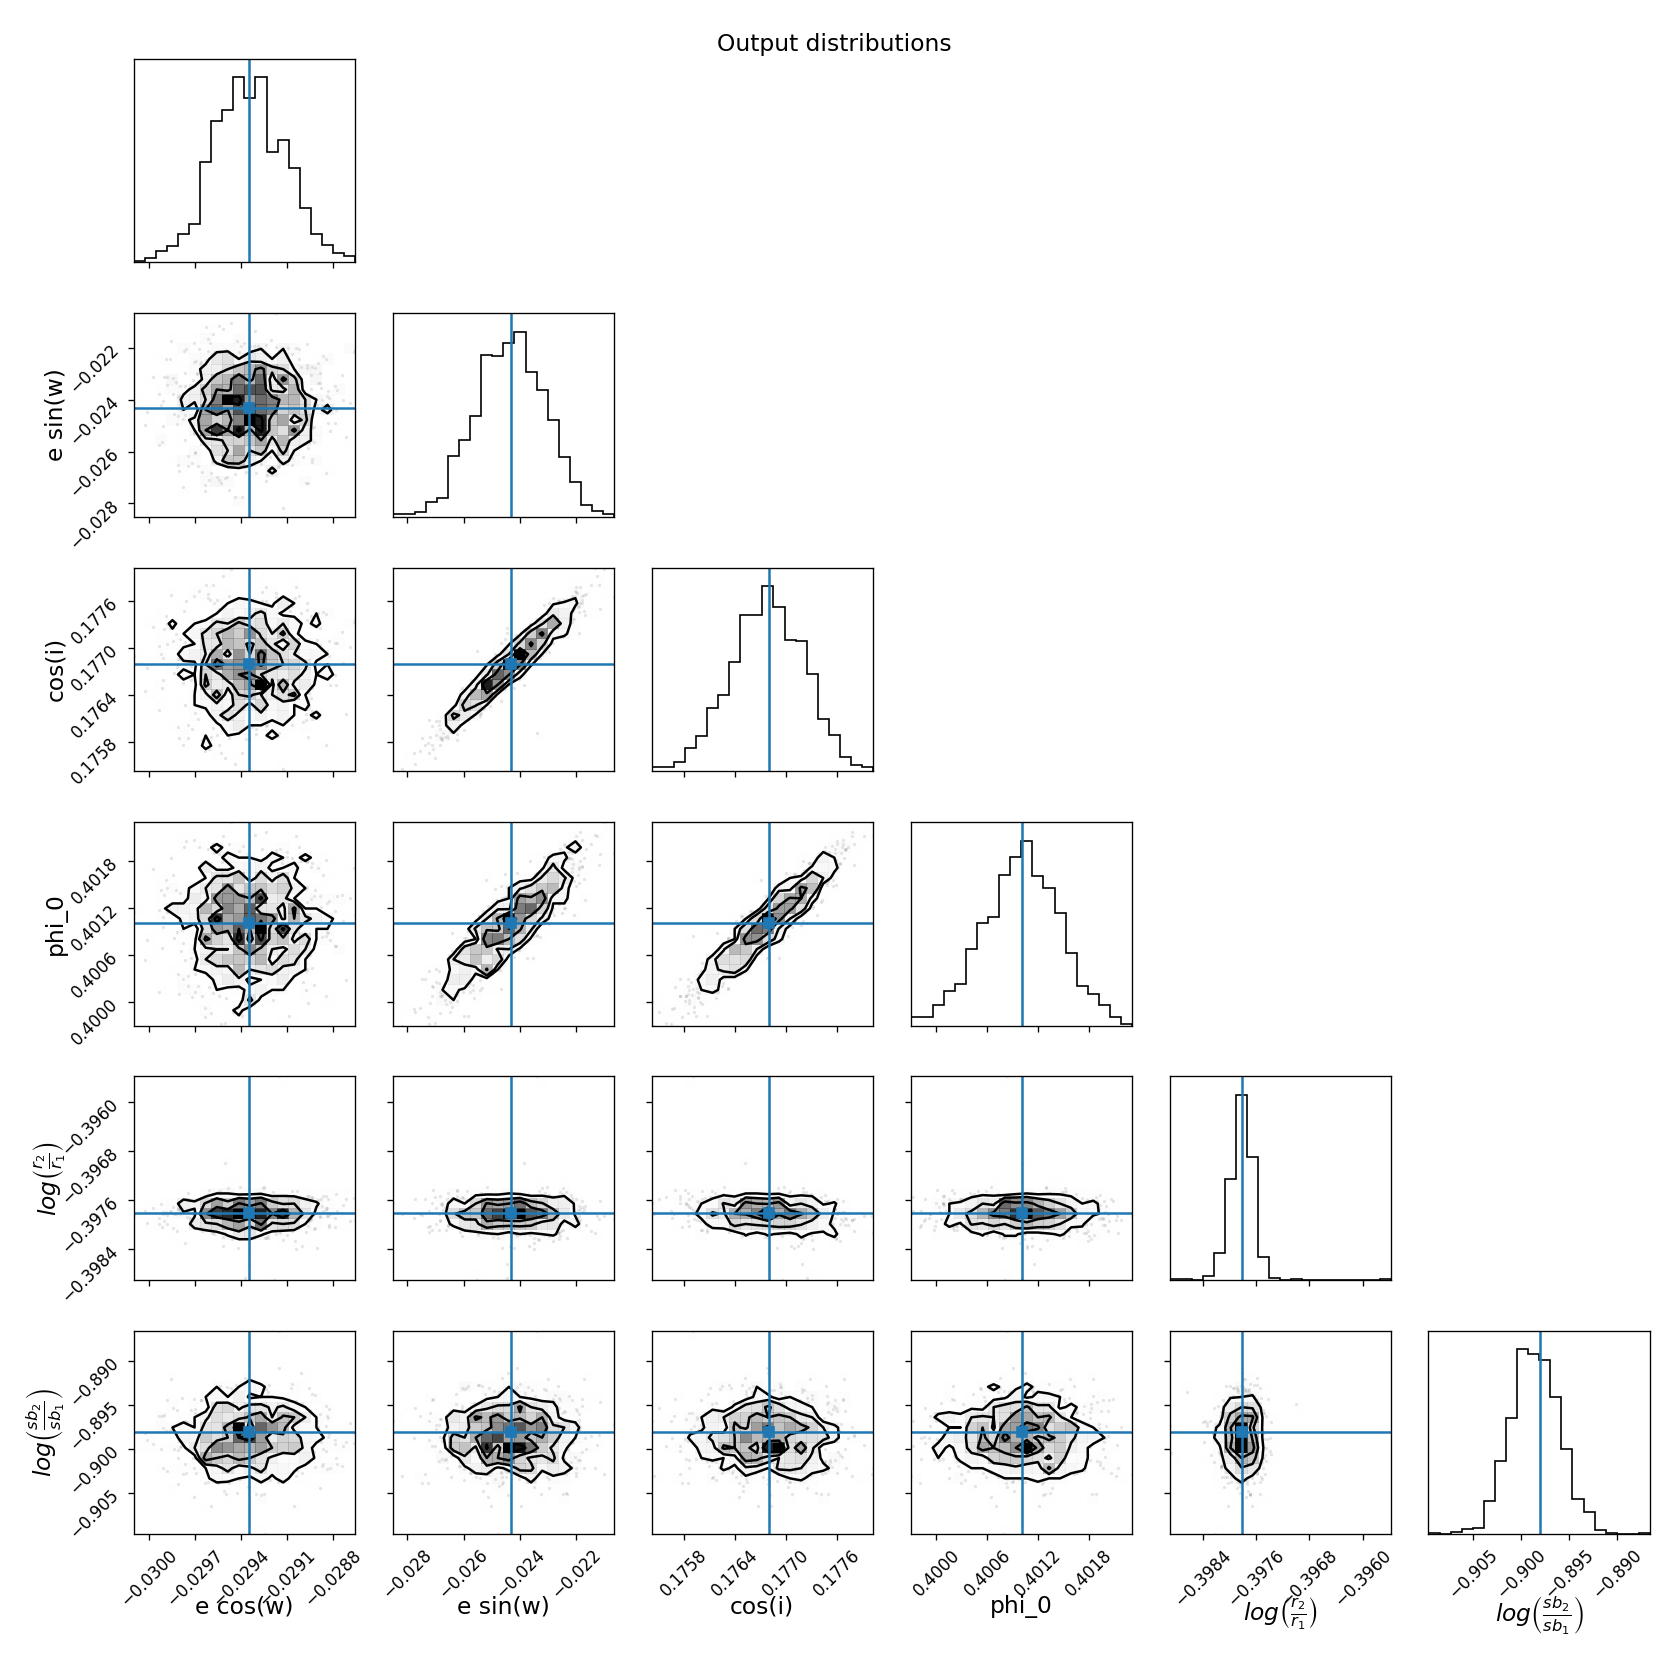 Output distributions
e sin(w)
−0.022
−0.024
−0.026
−0.028
cos(i)
0.1776
0.1770
0.1764
0.1758
phi_0
0.4018
0.4012
0.4006
0.4000
log(r₂/r₁)
−0.3960
−0.3968
−0.3976
−0.3984
log(sb₂/sb₁)
−0.890
−0.895
−0.900
−0.905
−0.0300 −0.0297 −0.0294 −0.0291 −0.0288
e cos(w)
−0.028 −0.026 −0.024 −0.022
e sin(w)
0.1758 0.1764 0.1770 0.1776
cos(i)
0.4000 0.4006 0.4012 0.4018
phi_0
−0.3984 −0.3976 −0.3968 −0.3960
log(r₂/r₁)
−0.905 −0.900 −0.895 −0.890
log(sb₂/sb₁)